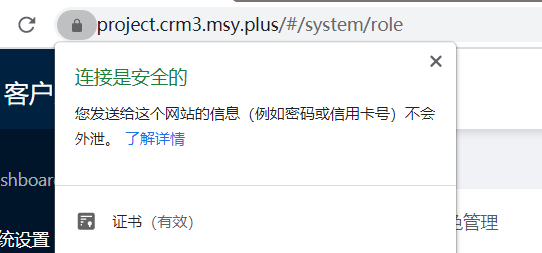 project.crm3.msy.plus/#/system/role
连接是安全的
客户
您发送给这个网站的信息（例如密码或信用卡号）不会
外泄。 了解详情
shboard
证书（有效）
色管理
统设置